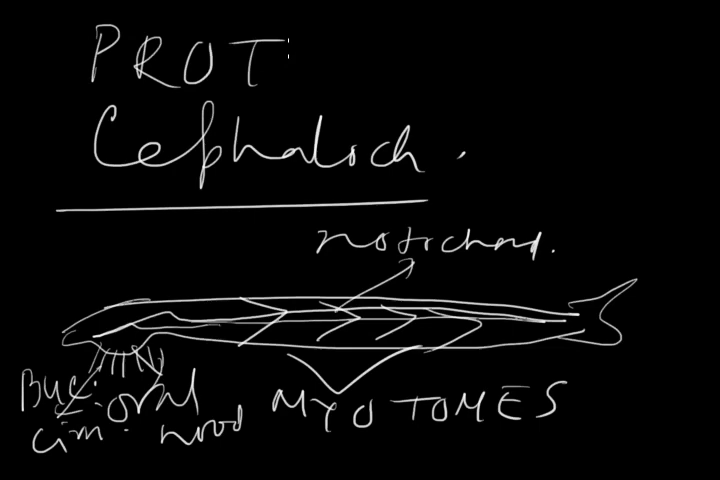 PROT
Cephaloch.
notochord.
Buc. oral MYOTOMES
cirri. hood